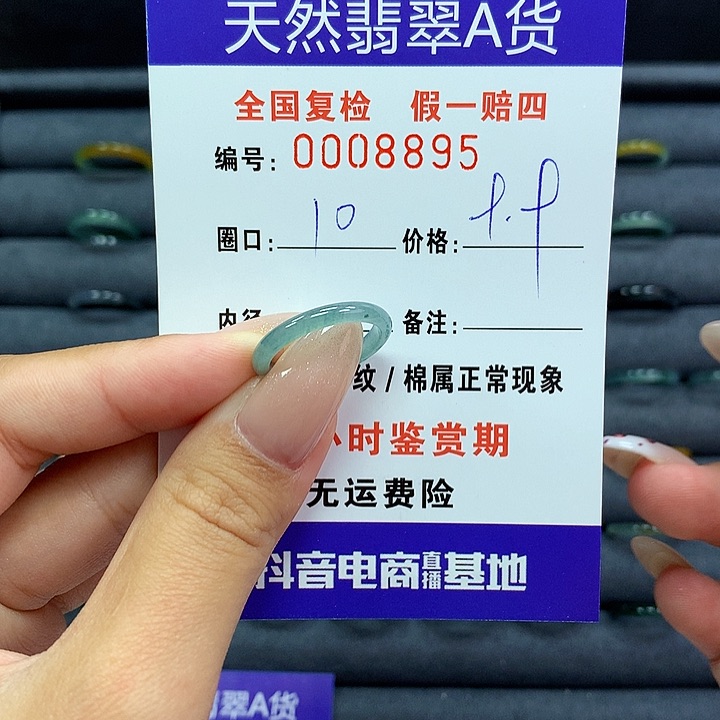 天然翡翠A货
全国复检 假一赔四
编号: 0008895
圈口: 10 价格:
内径 备注:
纹/棉属正常现象
小时鉴赏期
无运费险
抖音电商直播基地
翡翠A货